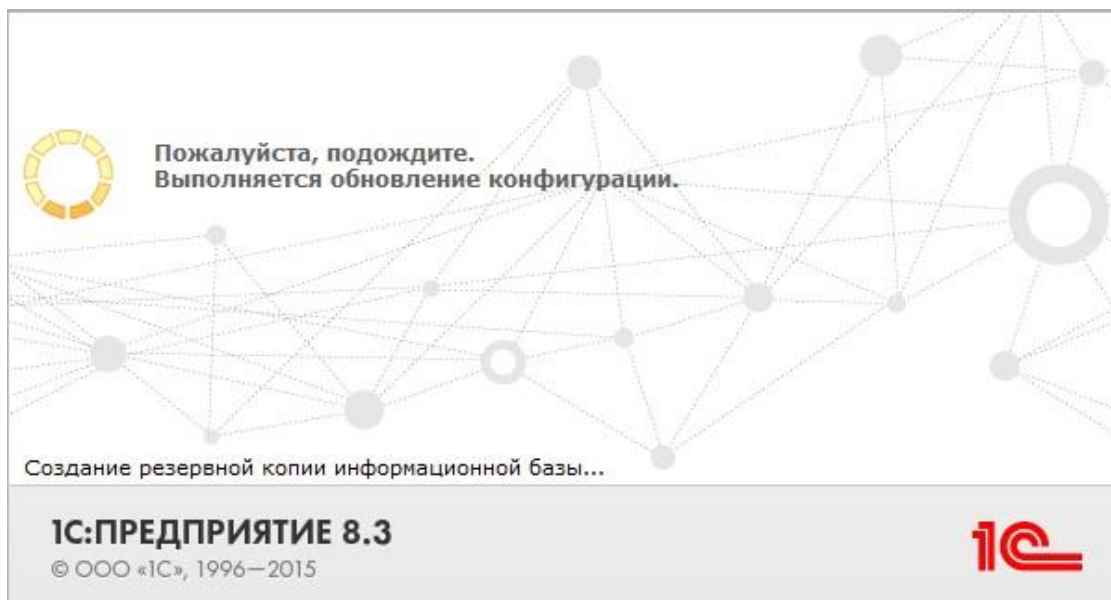 Пожалуйста, подождите.
Выполняется обновление конфигурации.
Создание резервной копии информационной базы...
1С:ПРЕДПРИЯТИЕ 8.3
© ООО «1С», 1996—2015
1С